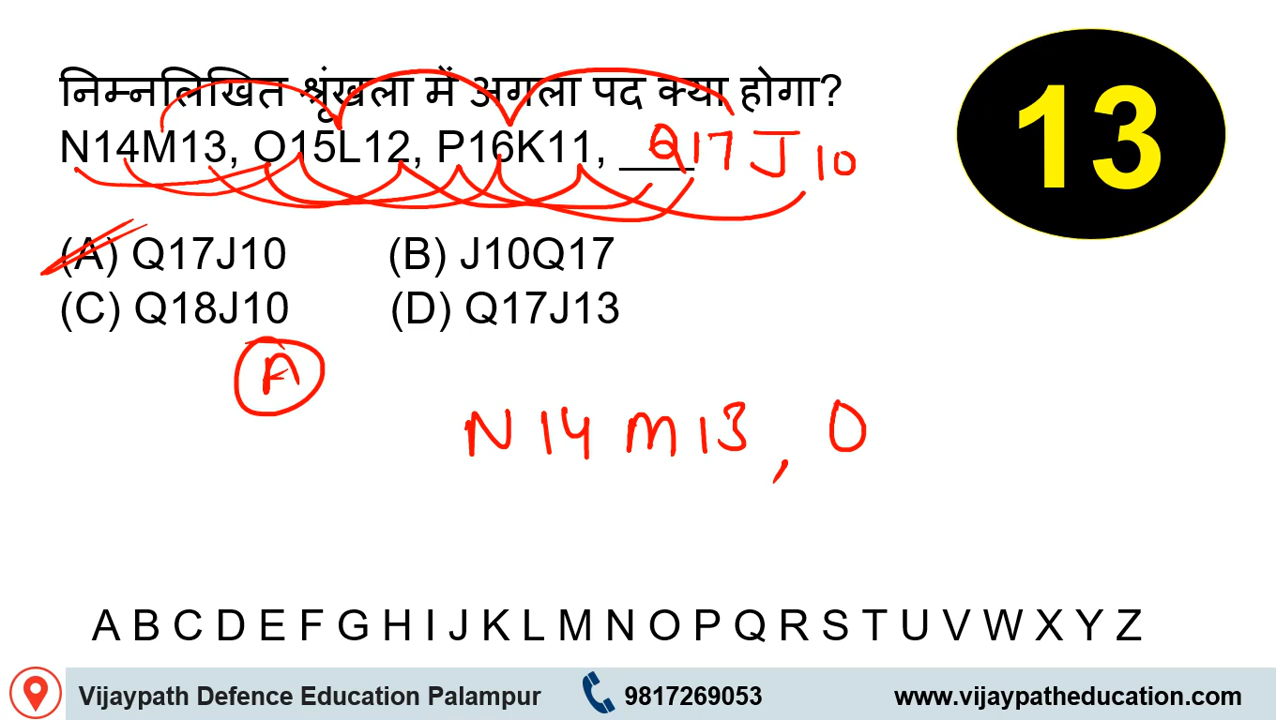 निम्नलिखित श्रृंखला में अगला पद क्या होगा?
N14M13, O15L12, P16K11, ____ Q17J10
(A) Q17J10 (B) J10Q17
(C) Q18J10 (D) Q17J13
A
N14M13, O
A B C D E F G H I J K L M N O P Q R S T U V W X Y Z
13
Vijaypath Defence Education Palampur 9817269053 www.vijaypatheducation.com